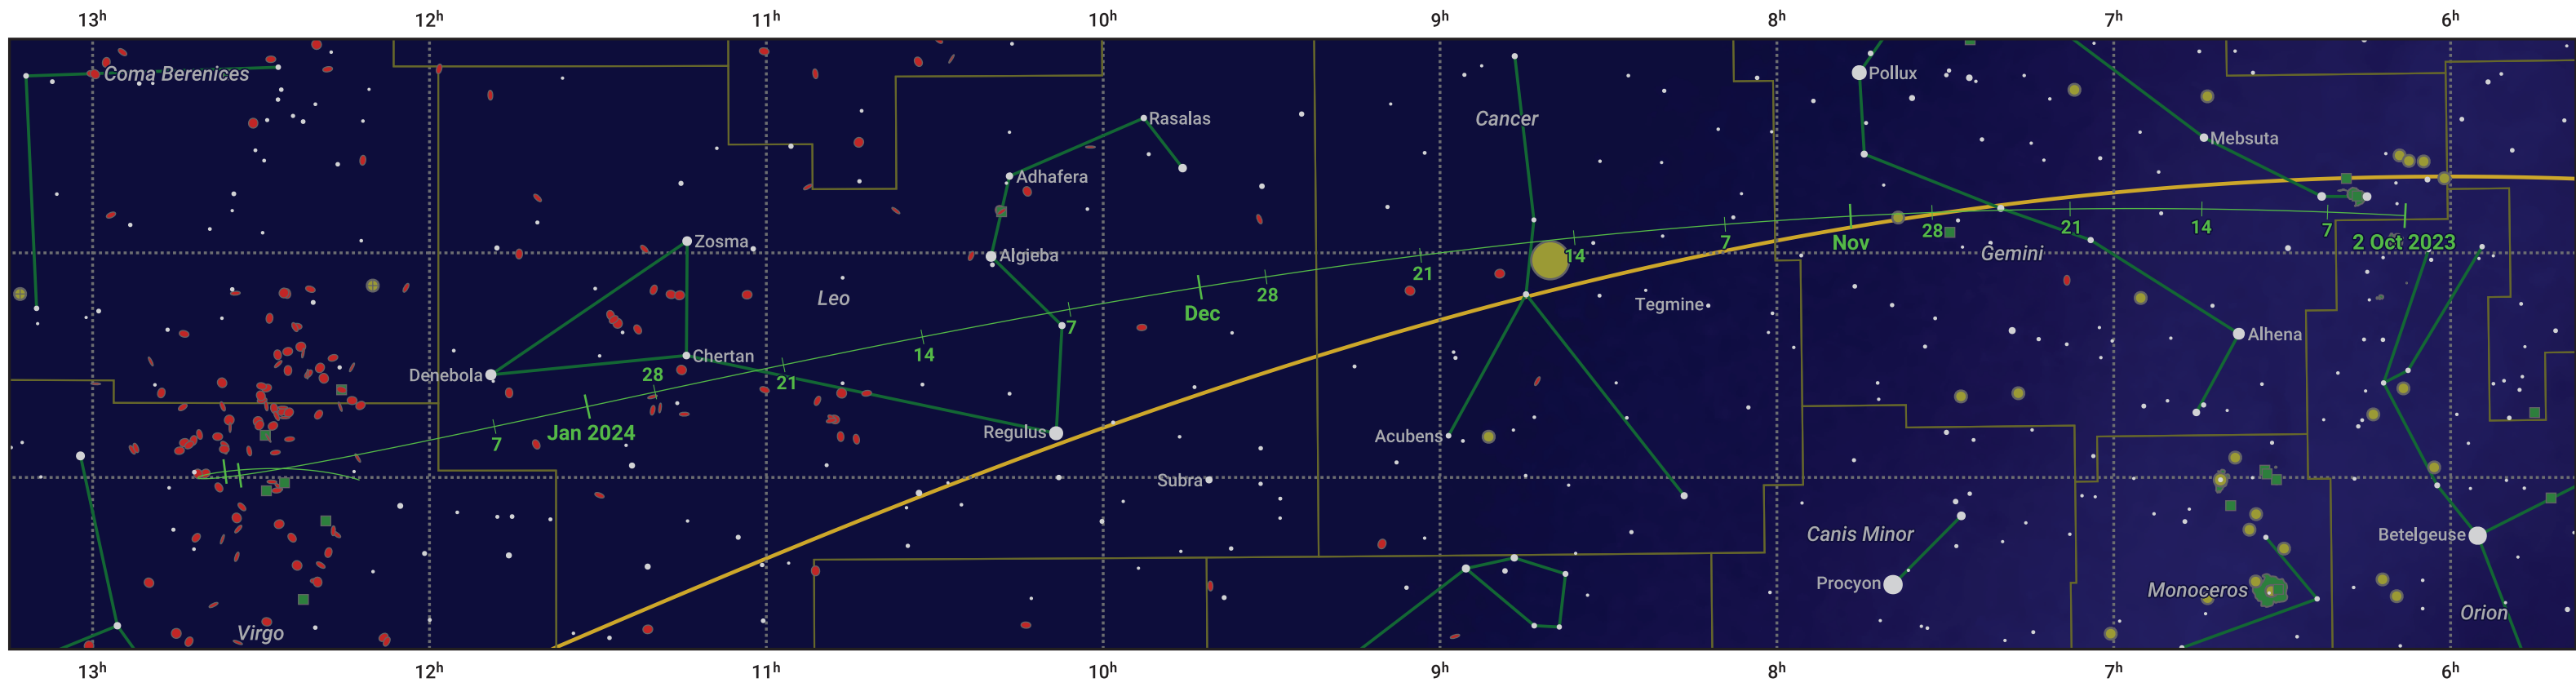 13ʰ 12ʰ 11ʰ 10ʰ 9ʰ 8ʰ 7ʰ 6ʰ
Coma Berenices
Pollux
Rasalas
Cancer
Mebsuta
Adhafera
Zosma
Algieba
Leo
Gemini
2 Oct 2023
7
14
21
28
Nov
7
14
21
28
Dec
7
14
21
28
Jan 2024
7
Tegmine
Alhena
Chertan
Denebola
Regulus
Acubens
Subra
Canis Minor
Betelgeuse
Procyon
Monoceros
Orion
Virgo
13ʰ 12ʰ 11ʰ 10ʰ 9ʰ 8ʰ 7ʰ 6ʰ